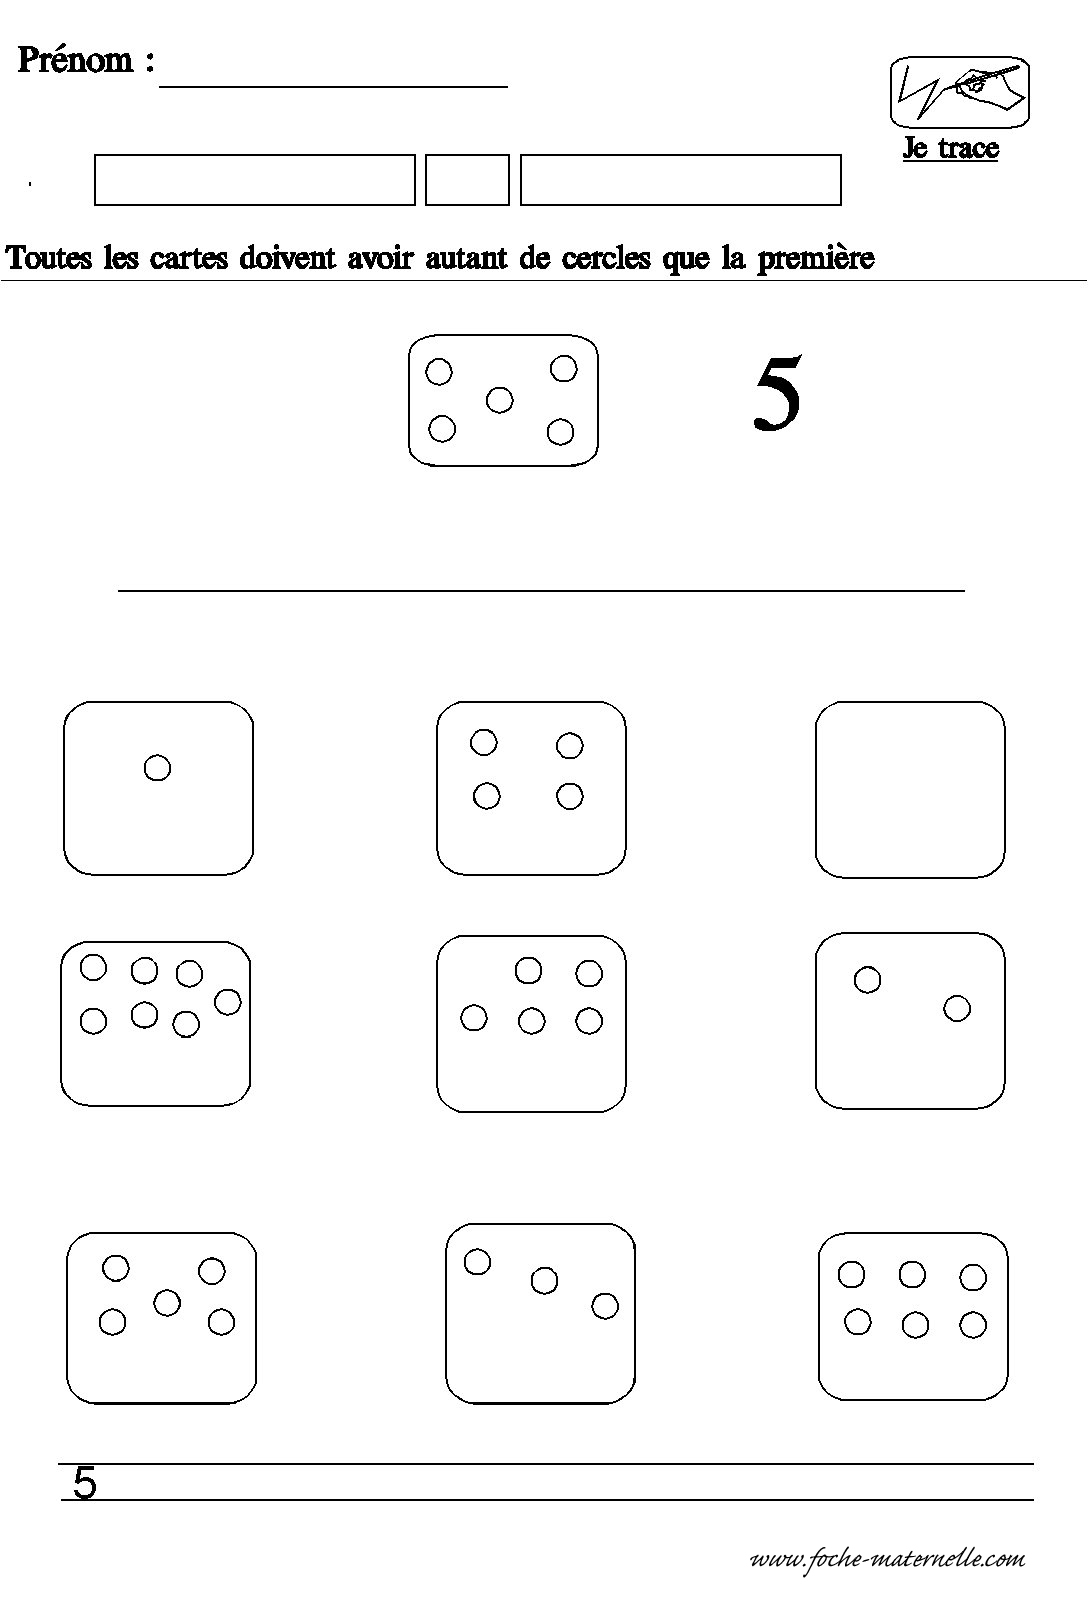 Prénom :
Je trace
Toutes les cartes doivent avoir autant de cercles que la première
5
5
www.foche-maternelle.com